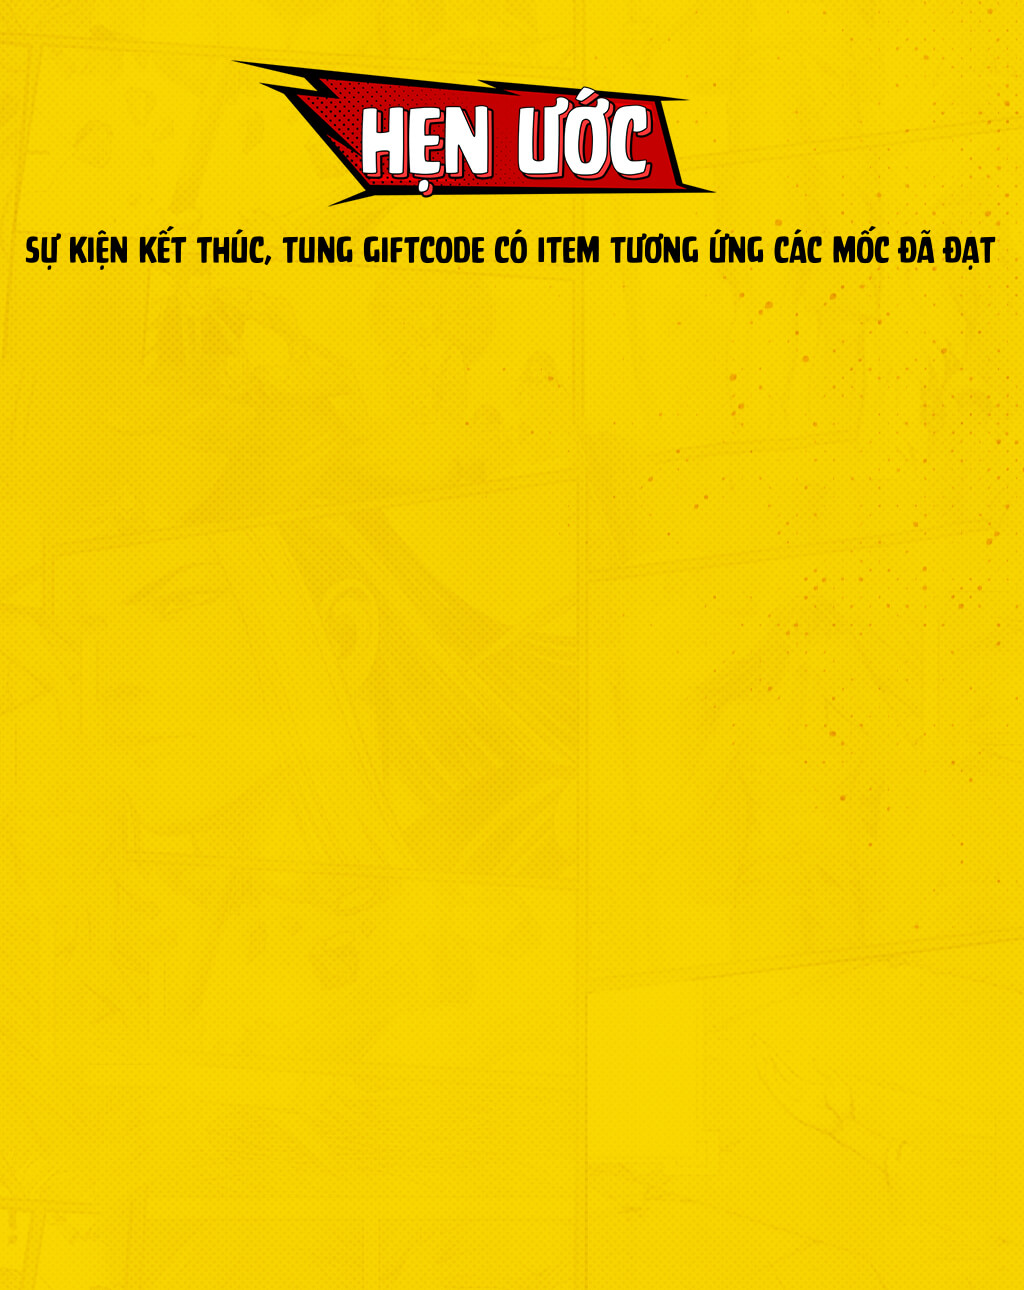 HẸN ƯỚC
SỰ KIỆN KẾT THÚC, TUNG GIFTCODE CÓ ITEM TƯƠNG ỨNG CÁC MỐC ĐÃ ĐẠT